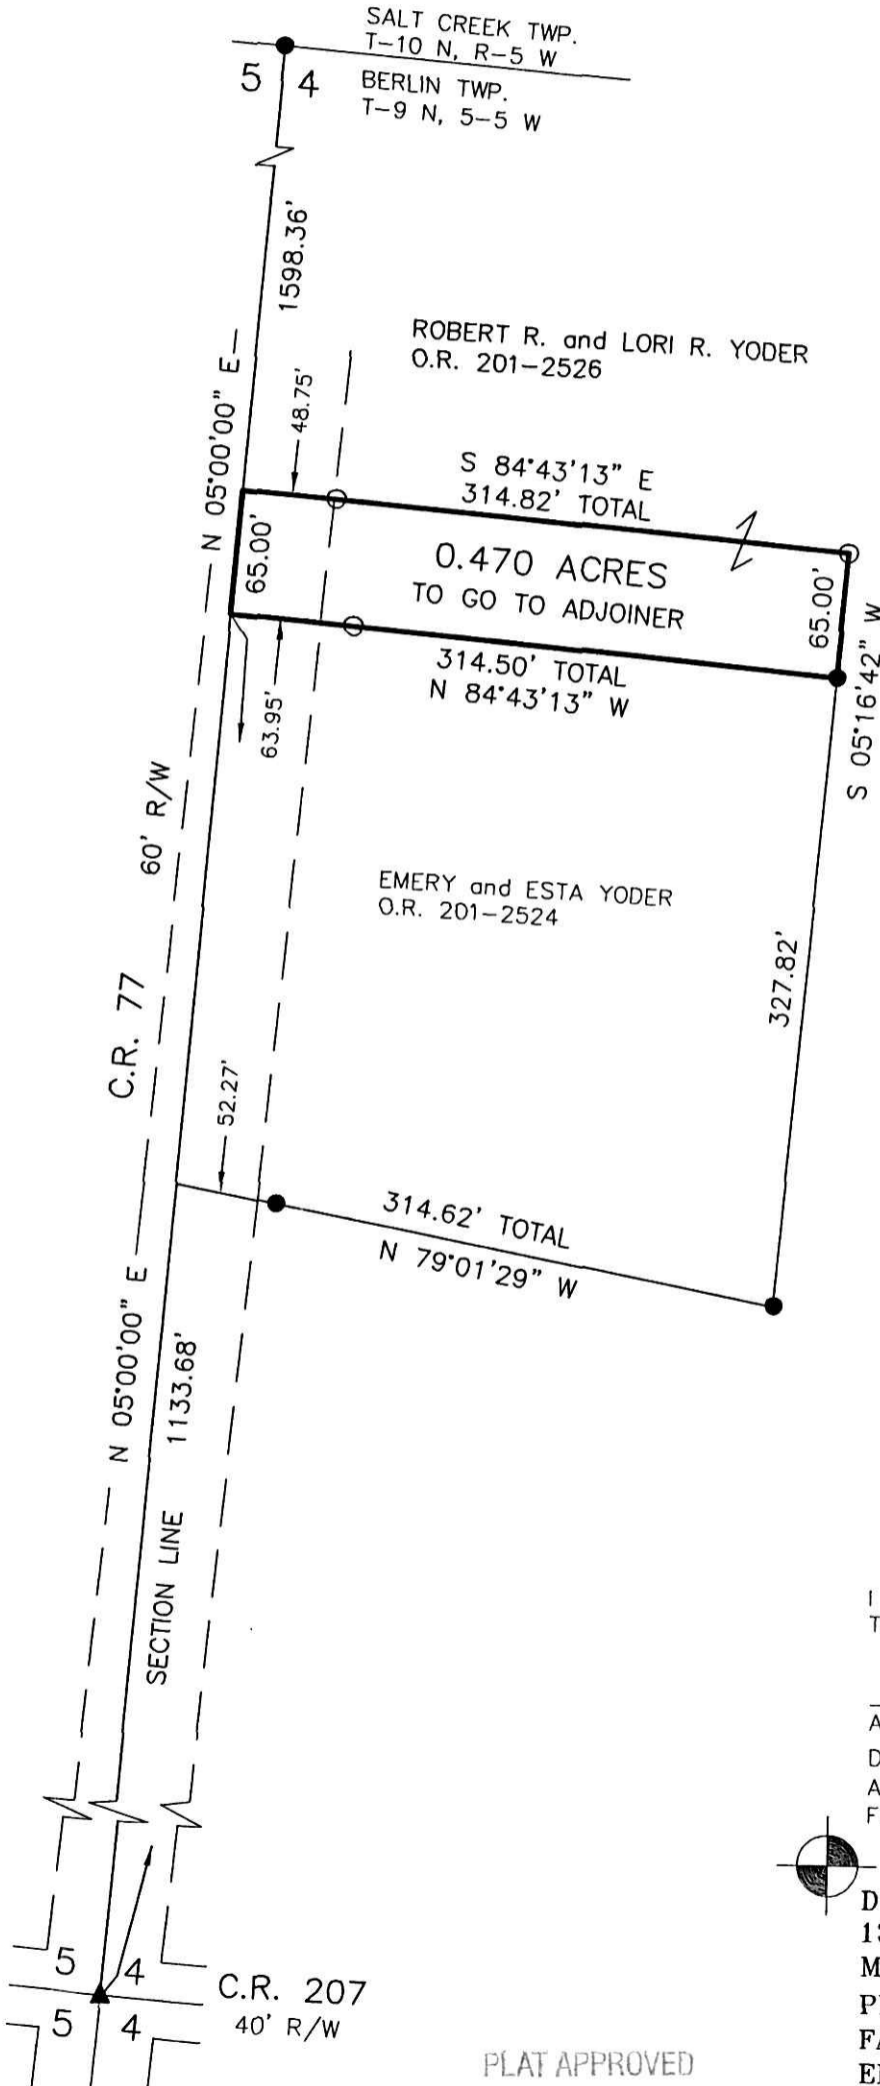 SALT CREEK TWP.
T-10 N, R-5 W
5 4
BERLIN TWP.
T-9 N, 5-5 W
1598.36'
ROBERT R. and LORI R. YODER
O.R. 201-2526
N 05°00'00" E
48.75'
S 84°43'13" E
314.82' TOTAL
65.00'
0.470 ACRES
TO GO TO ADJOINER
65.00'
314.50' TOTAL
N 84°43'13" W
S 05°16'42" W
63.95'
60' R/W
EMERY and ESTA YODER
O.R. 201-2524
327.82'
C.R. 77
52.27'
314.62' TOTAL
N 79°01'29" W
N 05°00'00" E
1133.68'
SECTION LINE
I
T
A
D
A
F
D
13
M
P
FA
5 4
5 4
C.R. 207
40' R/W
PLAT APPROVED